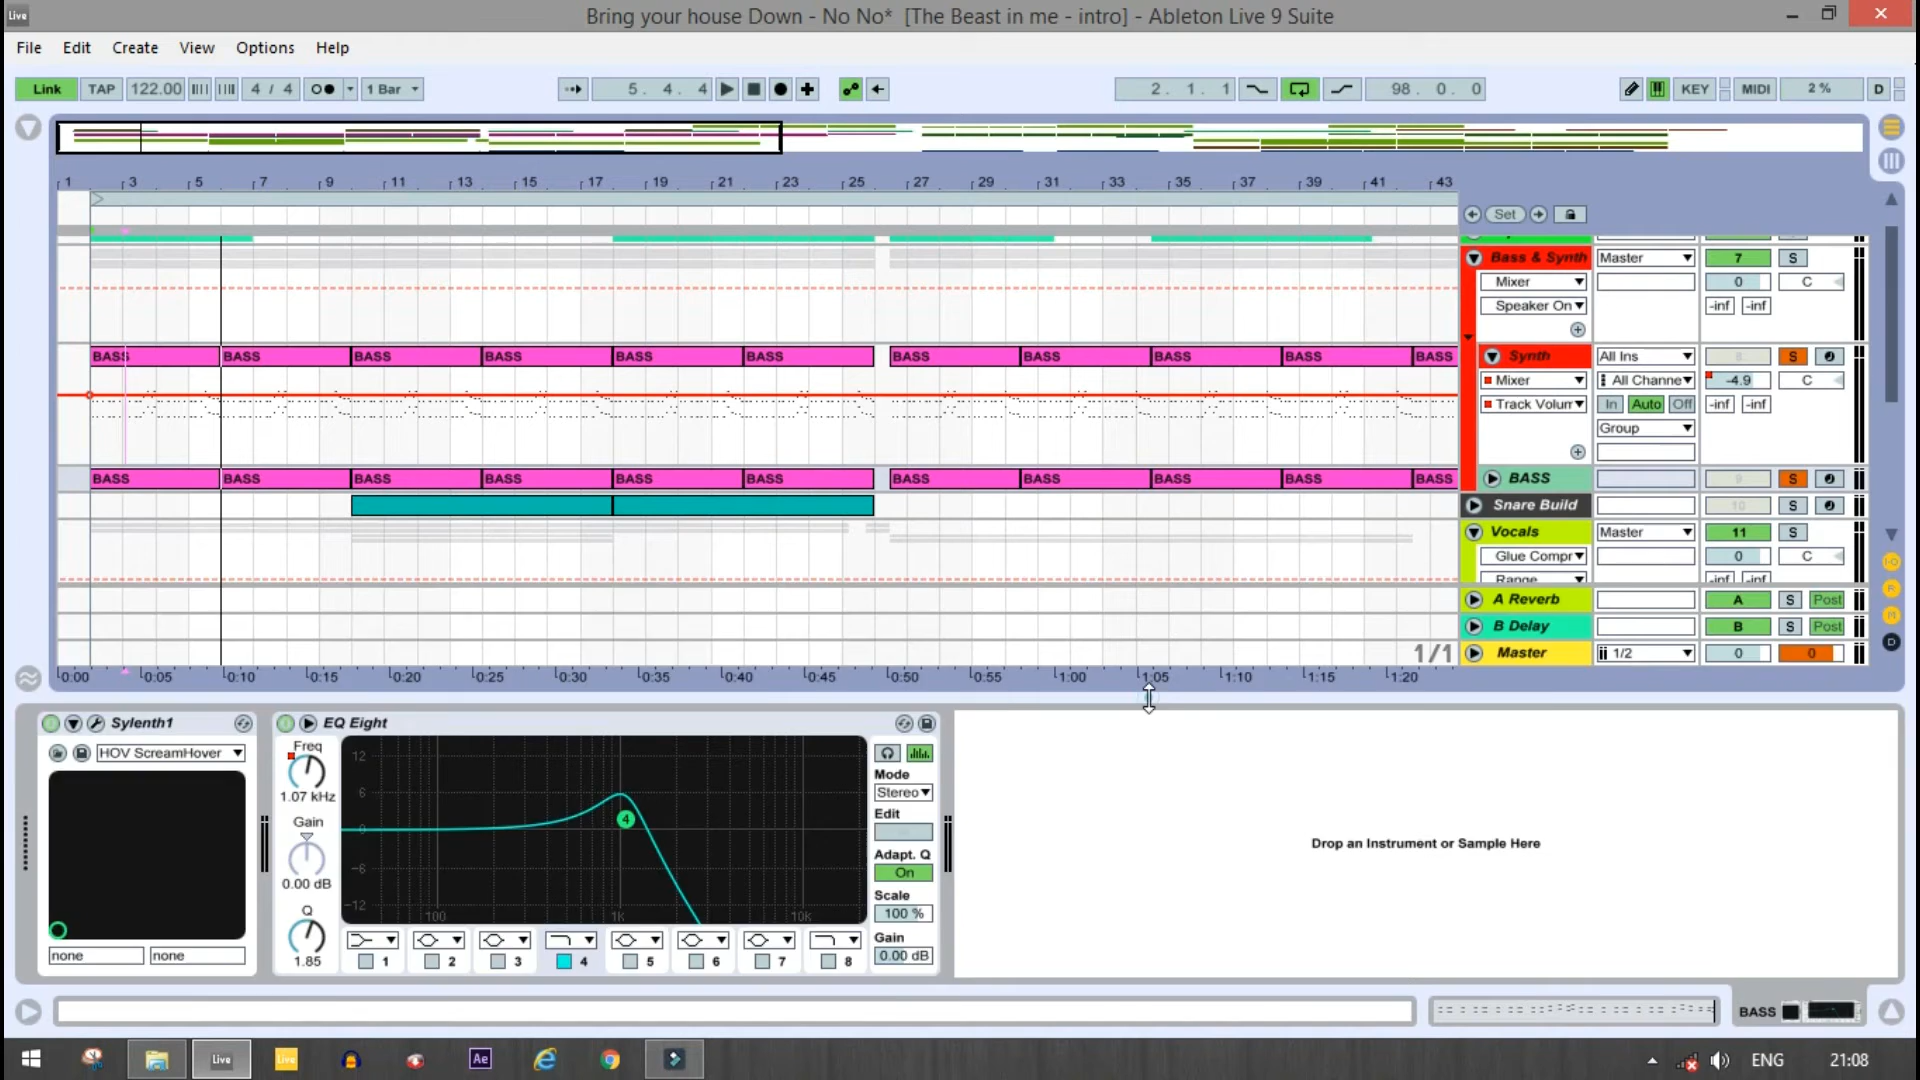 Live
Bring your house Down - No No* [The Beast in me - intro] - Ableton Live 9 Suite
File Edit Create View Options Help
Link TAP 122.00 4 / 4 1 Bar 5. 4. 4 2. 1. 1 98. 0. 0 KEY MIDI 2 % D
1 3 5 7 9 11 13 15 17 19 21 23 25 27 29 31 33 35 37 39 41 43
Set
Bass & Synth Master 7 S
Mixer 0 C
Speaker On -inf -inf
BASS BASS BASS BASS BASS BASS BASS BASS BASS BASS BASS Synth All Ins 8 S
Mixer All Channe -4.9 C
Track Volum In Auto Off -inf -inf
Group
BASS BASS BASS BASS BASS BASS BASS BASS BASS BASS BASS BASS 9 S
Snare Build 10 S
Vocals Master 11 S
Glue Compr 0 C
Range -inf -inf
A Reverb A S Post
B Delay B S Post
1/1 Master 1/2 0 0
0:00 0:05 0:10 0:15 0:20 0:25 0:30 0:35 0:40 0:45 0:50 0:55 1:00 1:05 1:10 1:15 1:20
Sylenth1 EQ Eight
HOV ScreamHover
none none
Freq
1.07 kHz
Gain
0.00 dB
Q
1.85
12
6
0
-6
-12
100 1k 10k
4
1 2 3 4 5 6 7 8
Mode
Stereo
Edit
Adapt. Q
On
Scale
100 %
Gain
0.00 dB
Drop an Instrument or Sample Here
BASS
Live Live Ae ENG 21:08